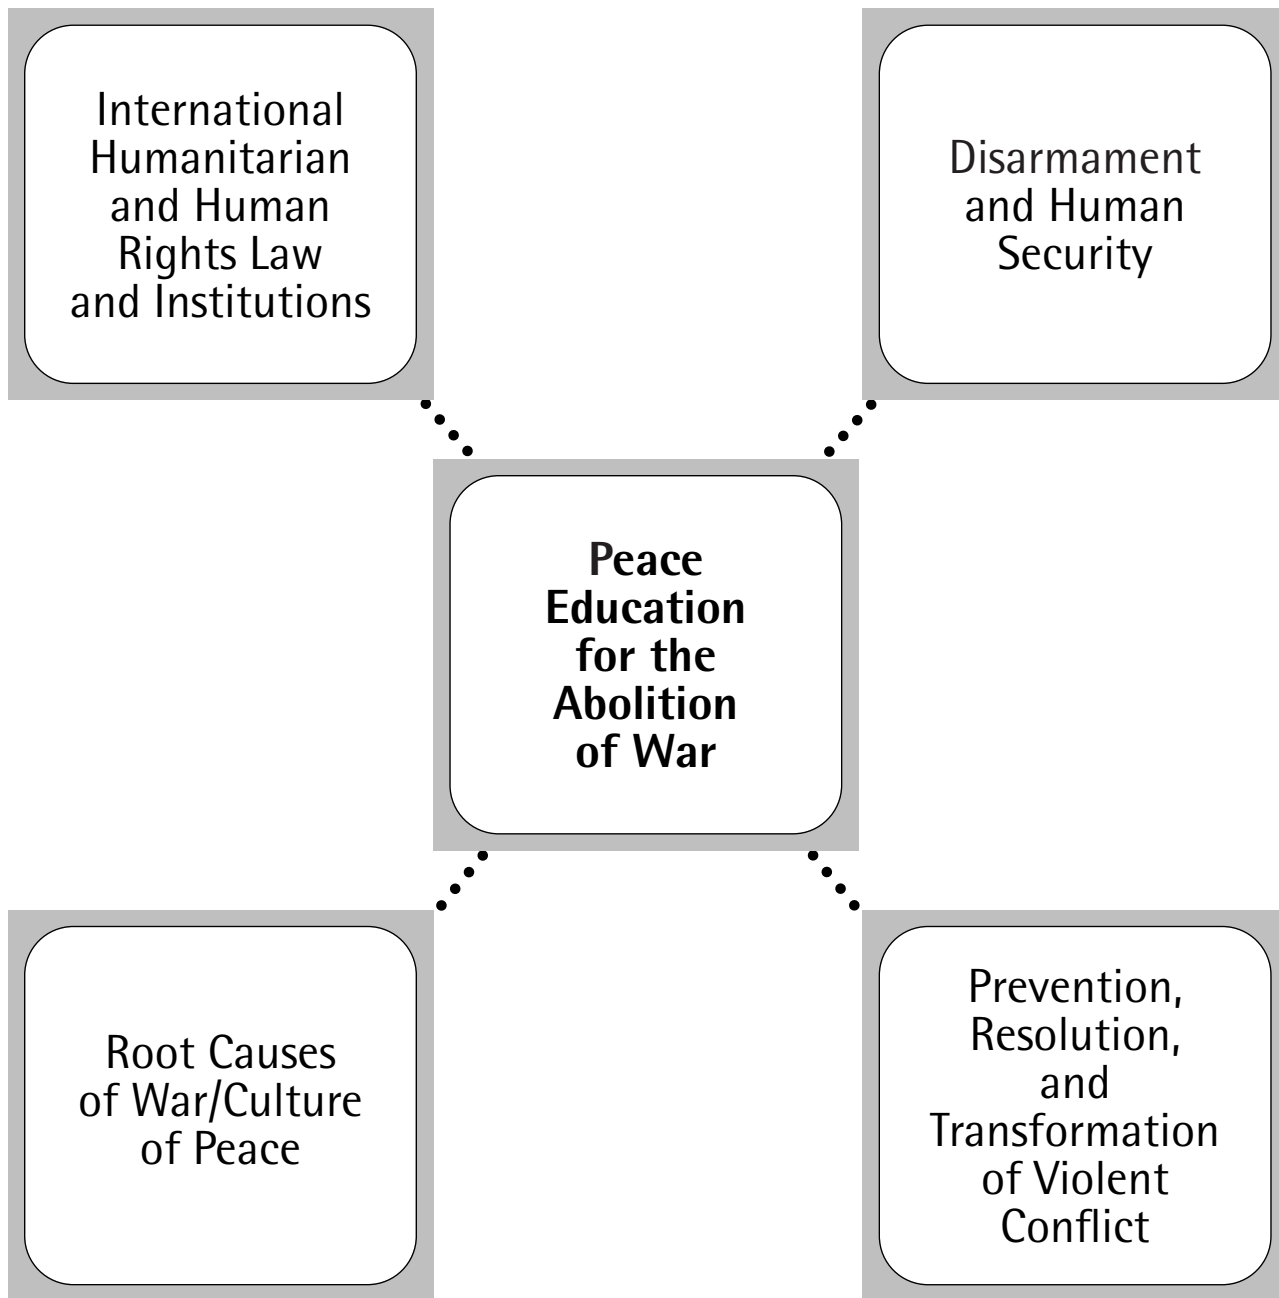 International
Humanitarian
and Human
Rights Law
and Institutions
Disarmament
and Human
Security
Peace
Education
for the
Abolition
of War
Root Causes
of War/Culture
of Peace
Prevention,
Resolution,
and
Transformation
of Violent
Conflict